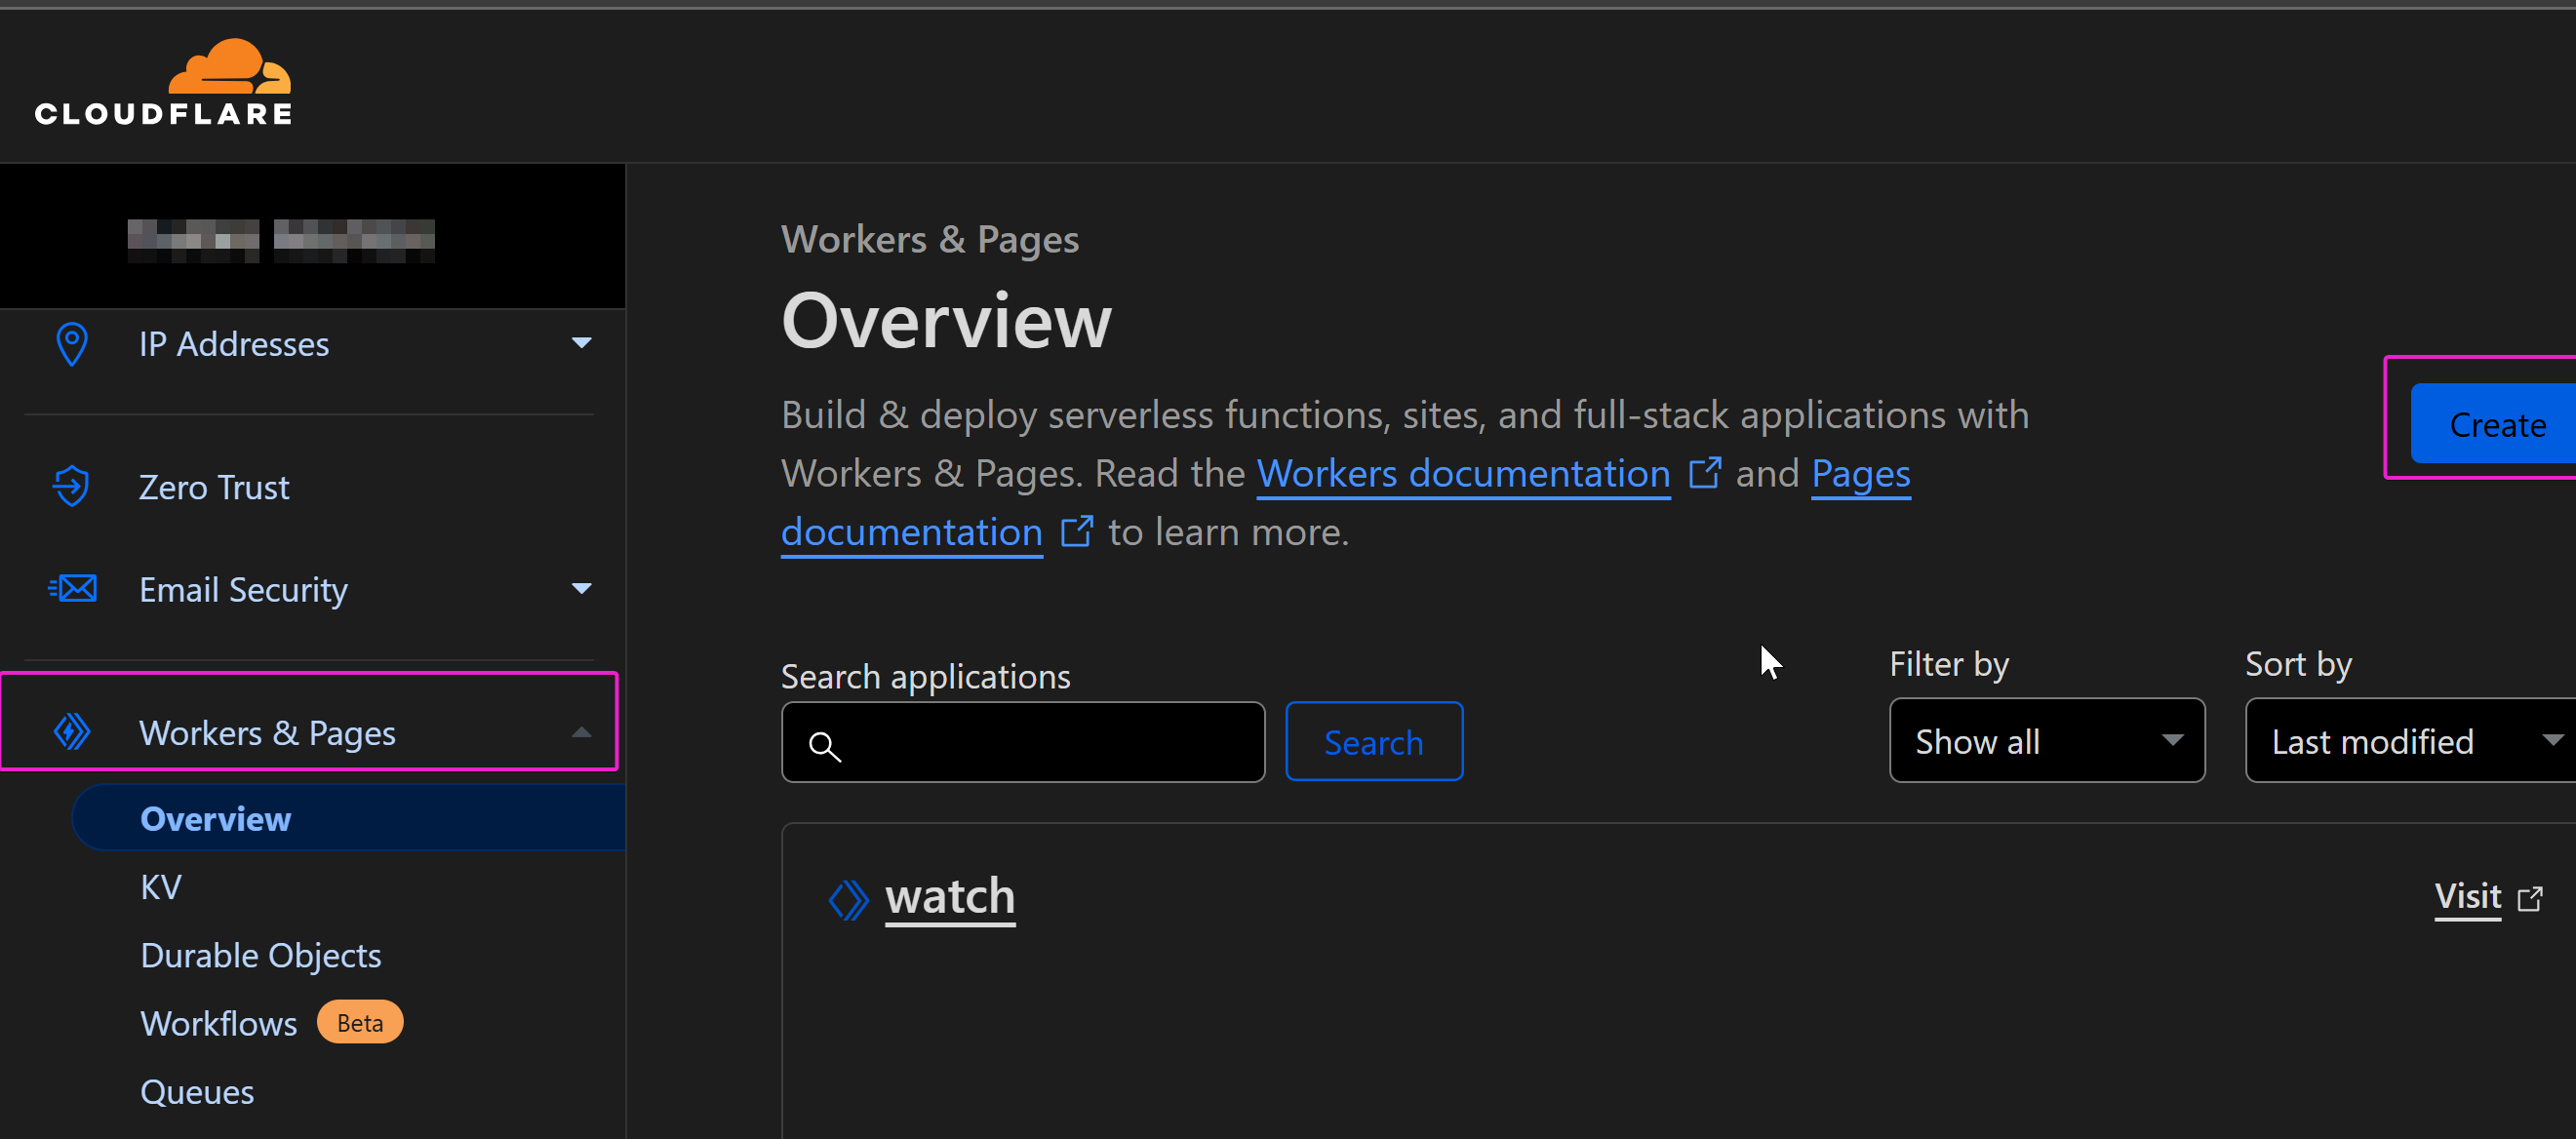 CLOUDFLARE
IP Addresses
Zero Trust
Email Security
Workers & Pages
Overview
KV
Durable Objects
Workflows Beta
Queues
Workers & Pages
Overview
Build & deploy serverless functions, sites, and full-stack applications with
Workers & Pages. Read the Workers documentation and Pages
documentation to learn more.
Create
Search applications
Search
Filter by
Show all
Sort by
Last modified
watch
Visit